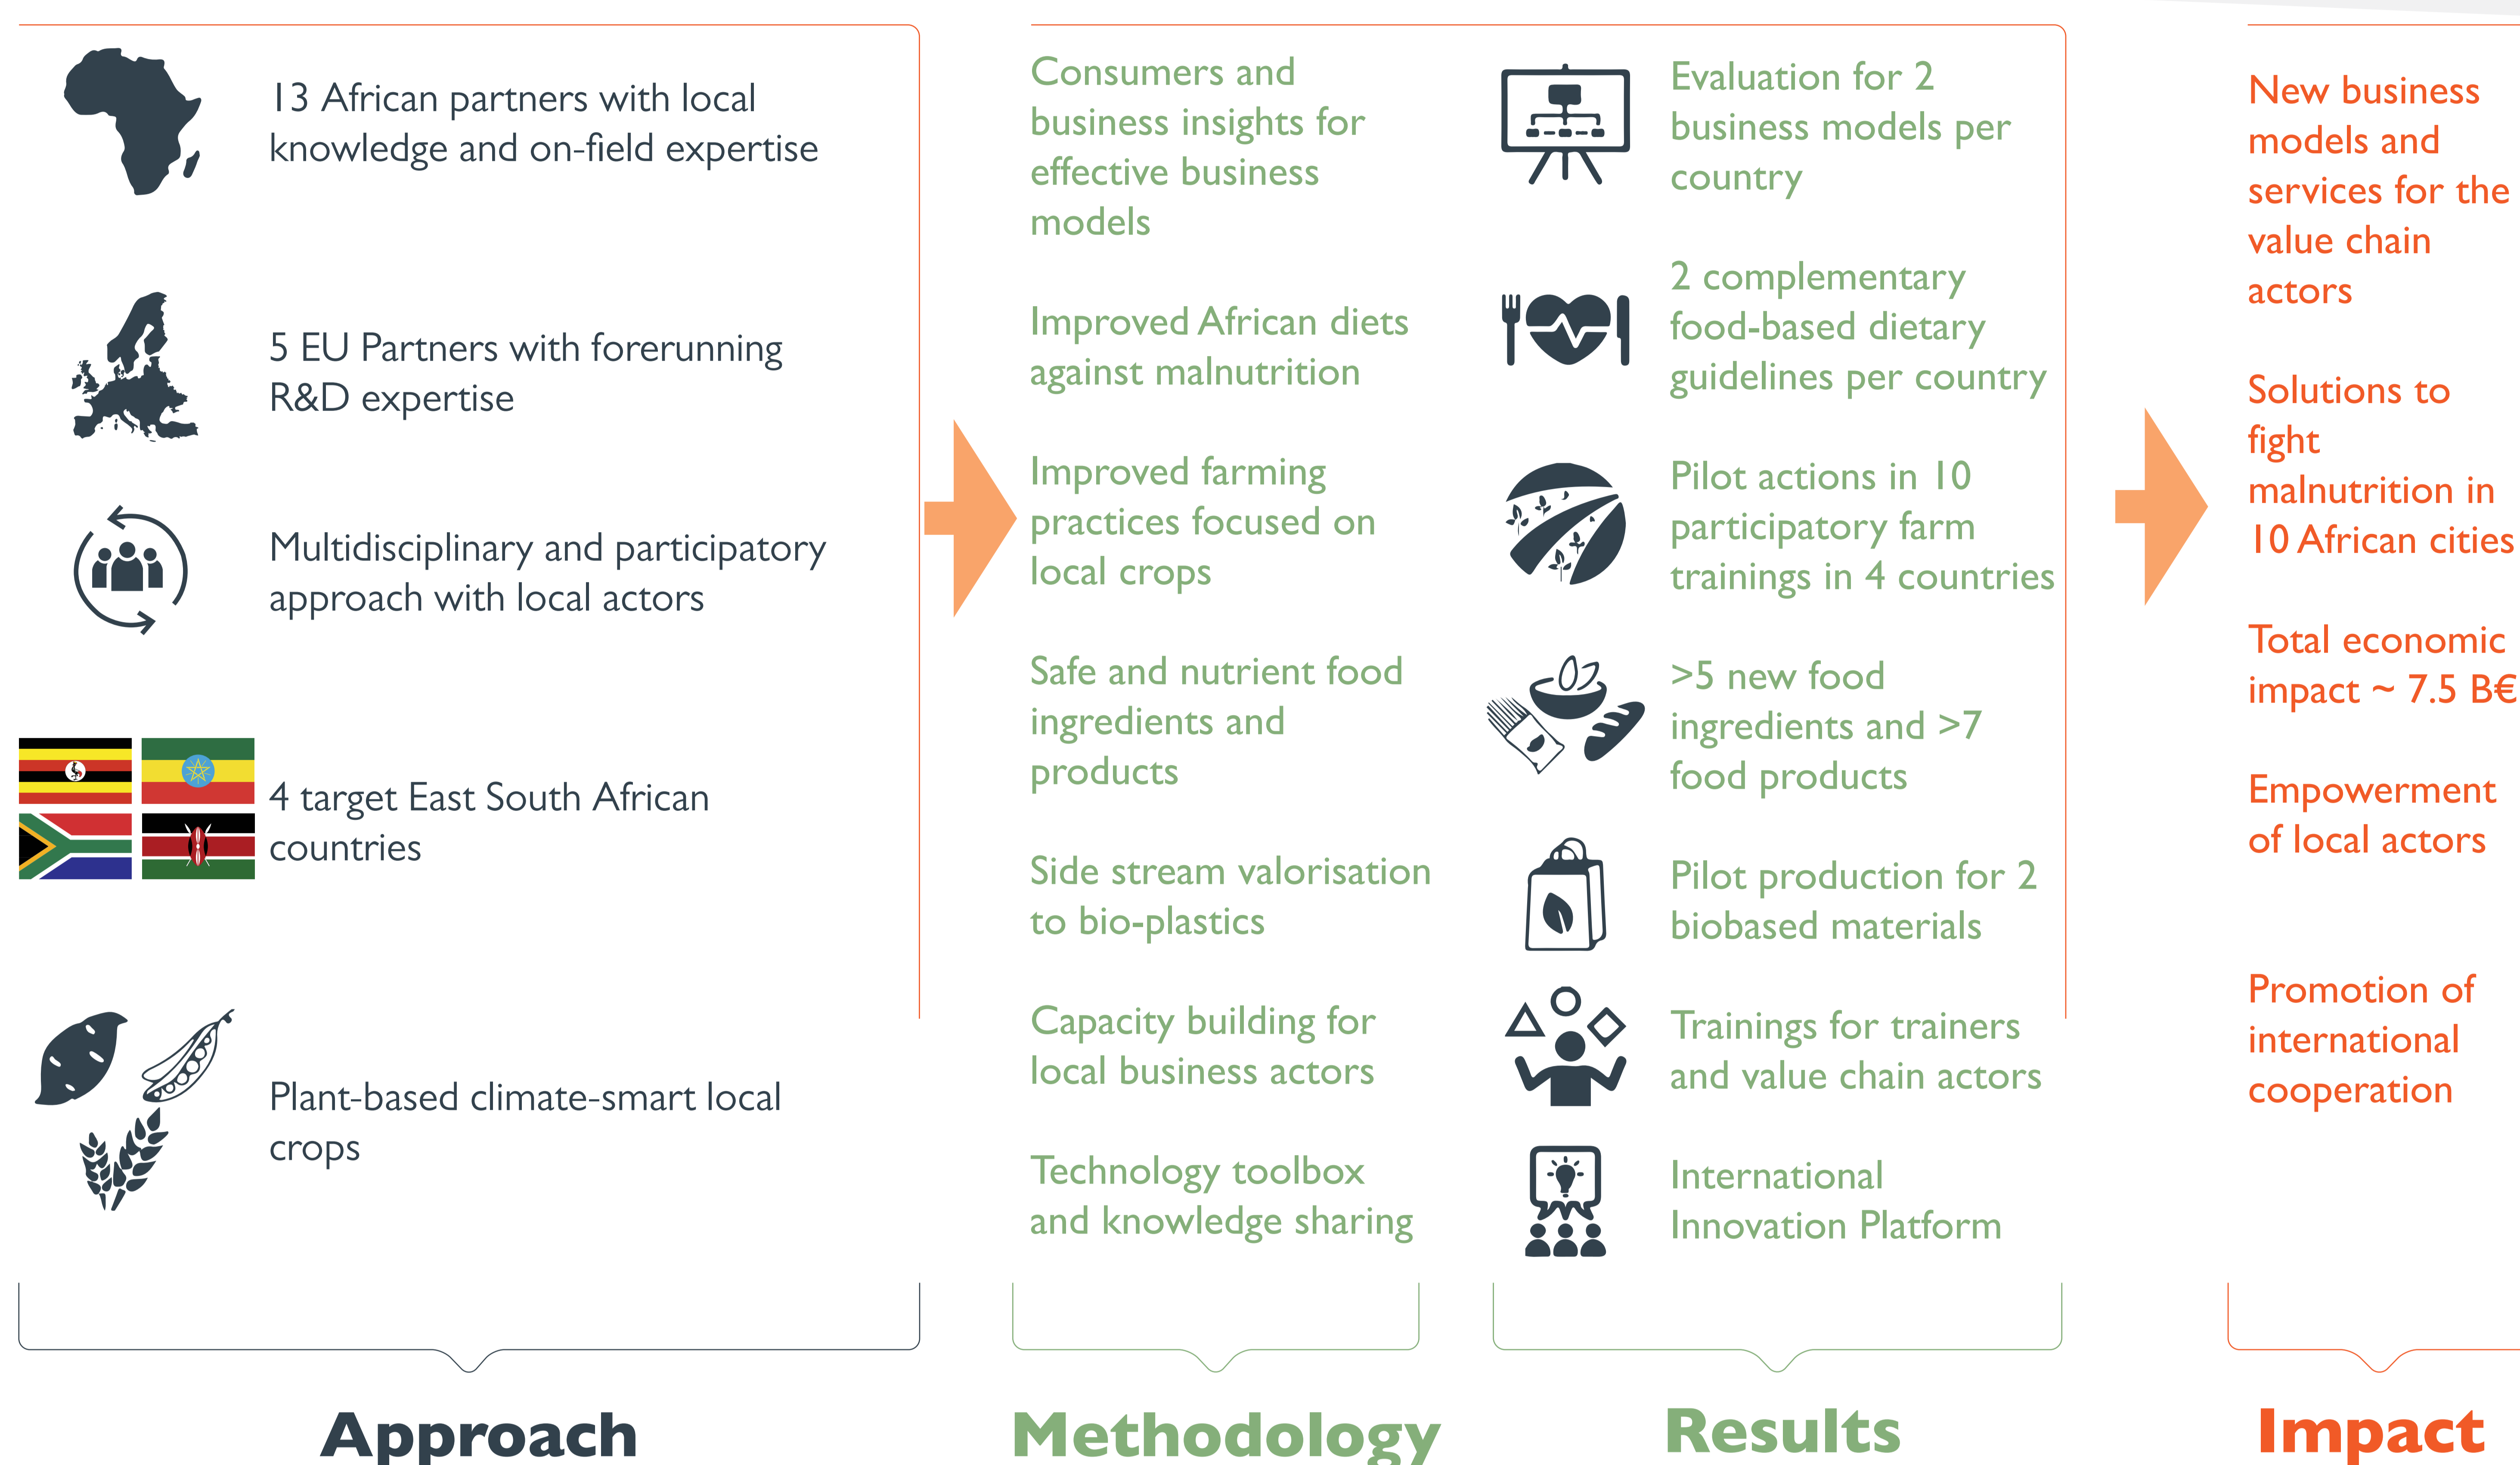 13 African partners with local
knowledge and on-field expertise
5 EU Partners with forerunning
R&D expertise
Multidisciplinary and participatory
approach with local actors
4 target East South African
countries
Plant-based climate-smart local
crops
Approach
Consumers and
business insights for
effective business
models
Improved African diets
against malnutrition
Improved farming
practices focused on
local crops
Safe and nutrient food
ingredients and
products
Side stream valorisation
to bio-plastics
Capacity building for
local business actors
Technology toolbox
and knowledge sharing
Methodology
Evaluation for 2
business models per
country
2 complementary
food-based dietary
guidelines per country
Pilot actions in 10
participatory farm
trainings in 4 countries
>5 new food
ingredients and >7
food products
Pilot production for 2
biobased materials
Trainings for trainers
and value chain actors
International
Innovation Platform
Results
New business
models and
services for the
value chain
actors
Solutions to
fight
malnutrition in
10 African cities
Total economic
impact ~ 7.5 B€
Empowerment
of local actors
Promotion of
international
cooperation
Impact